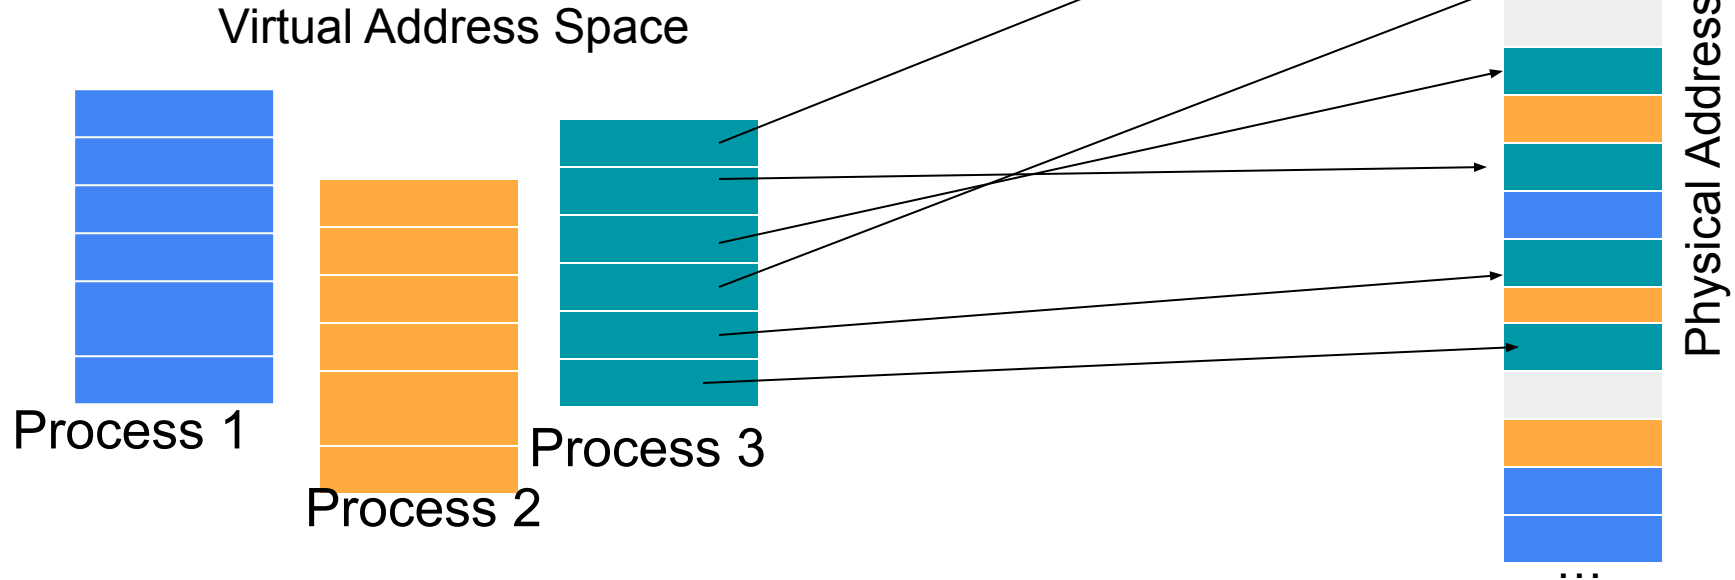 Virtual Address Space
Process 1
Process 2
Process 3
Physical Address
...